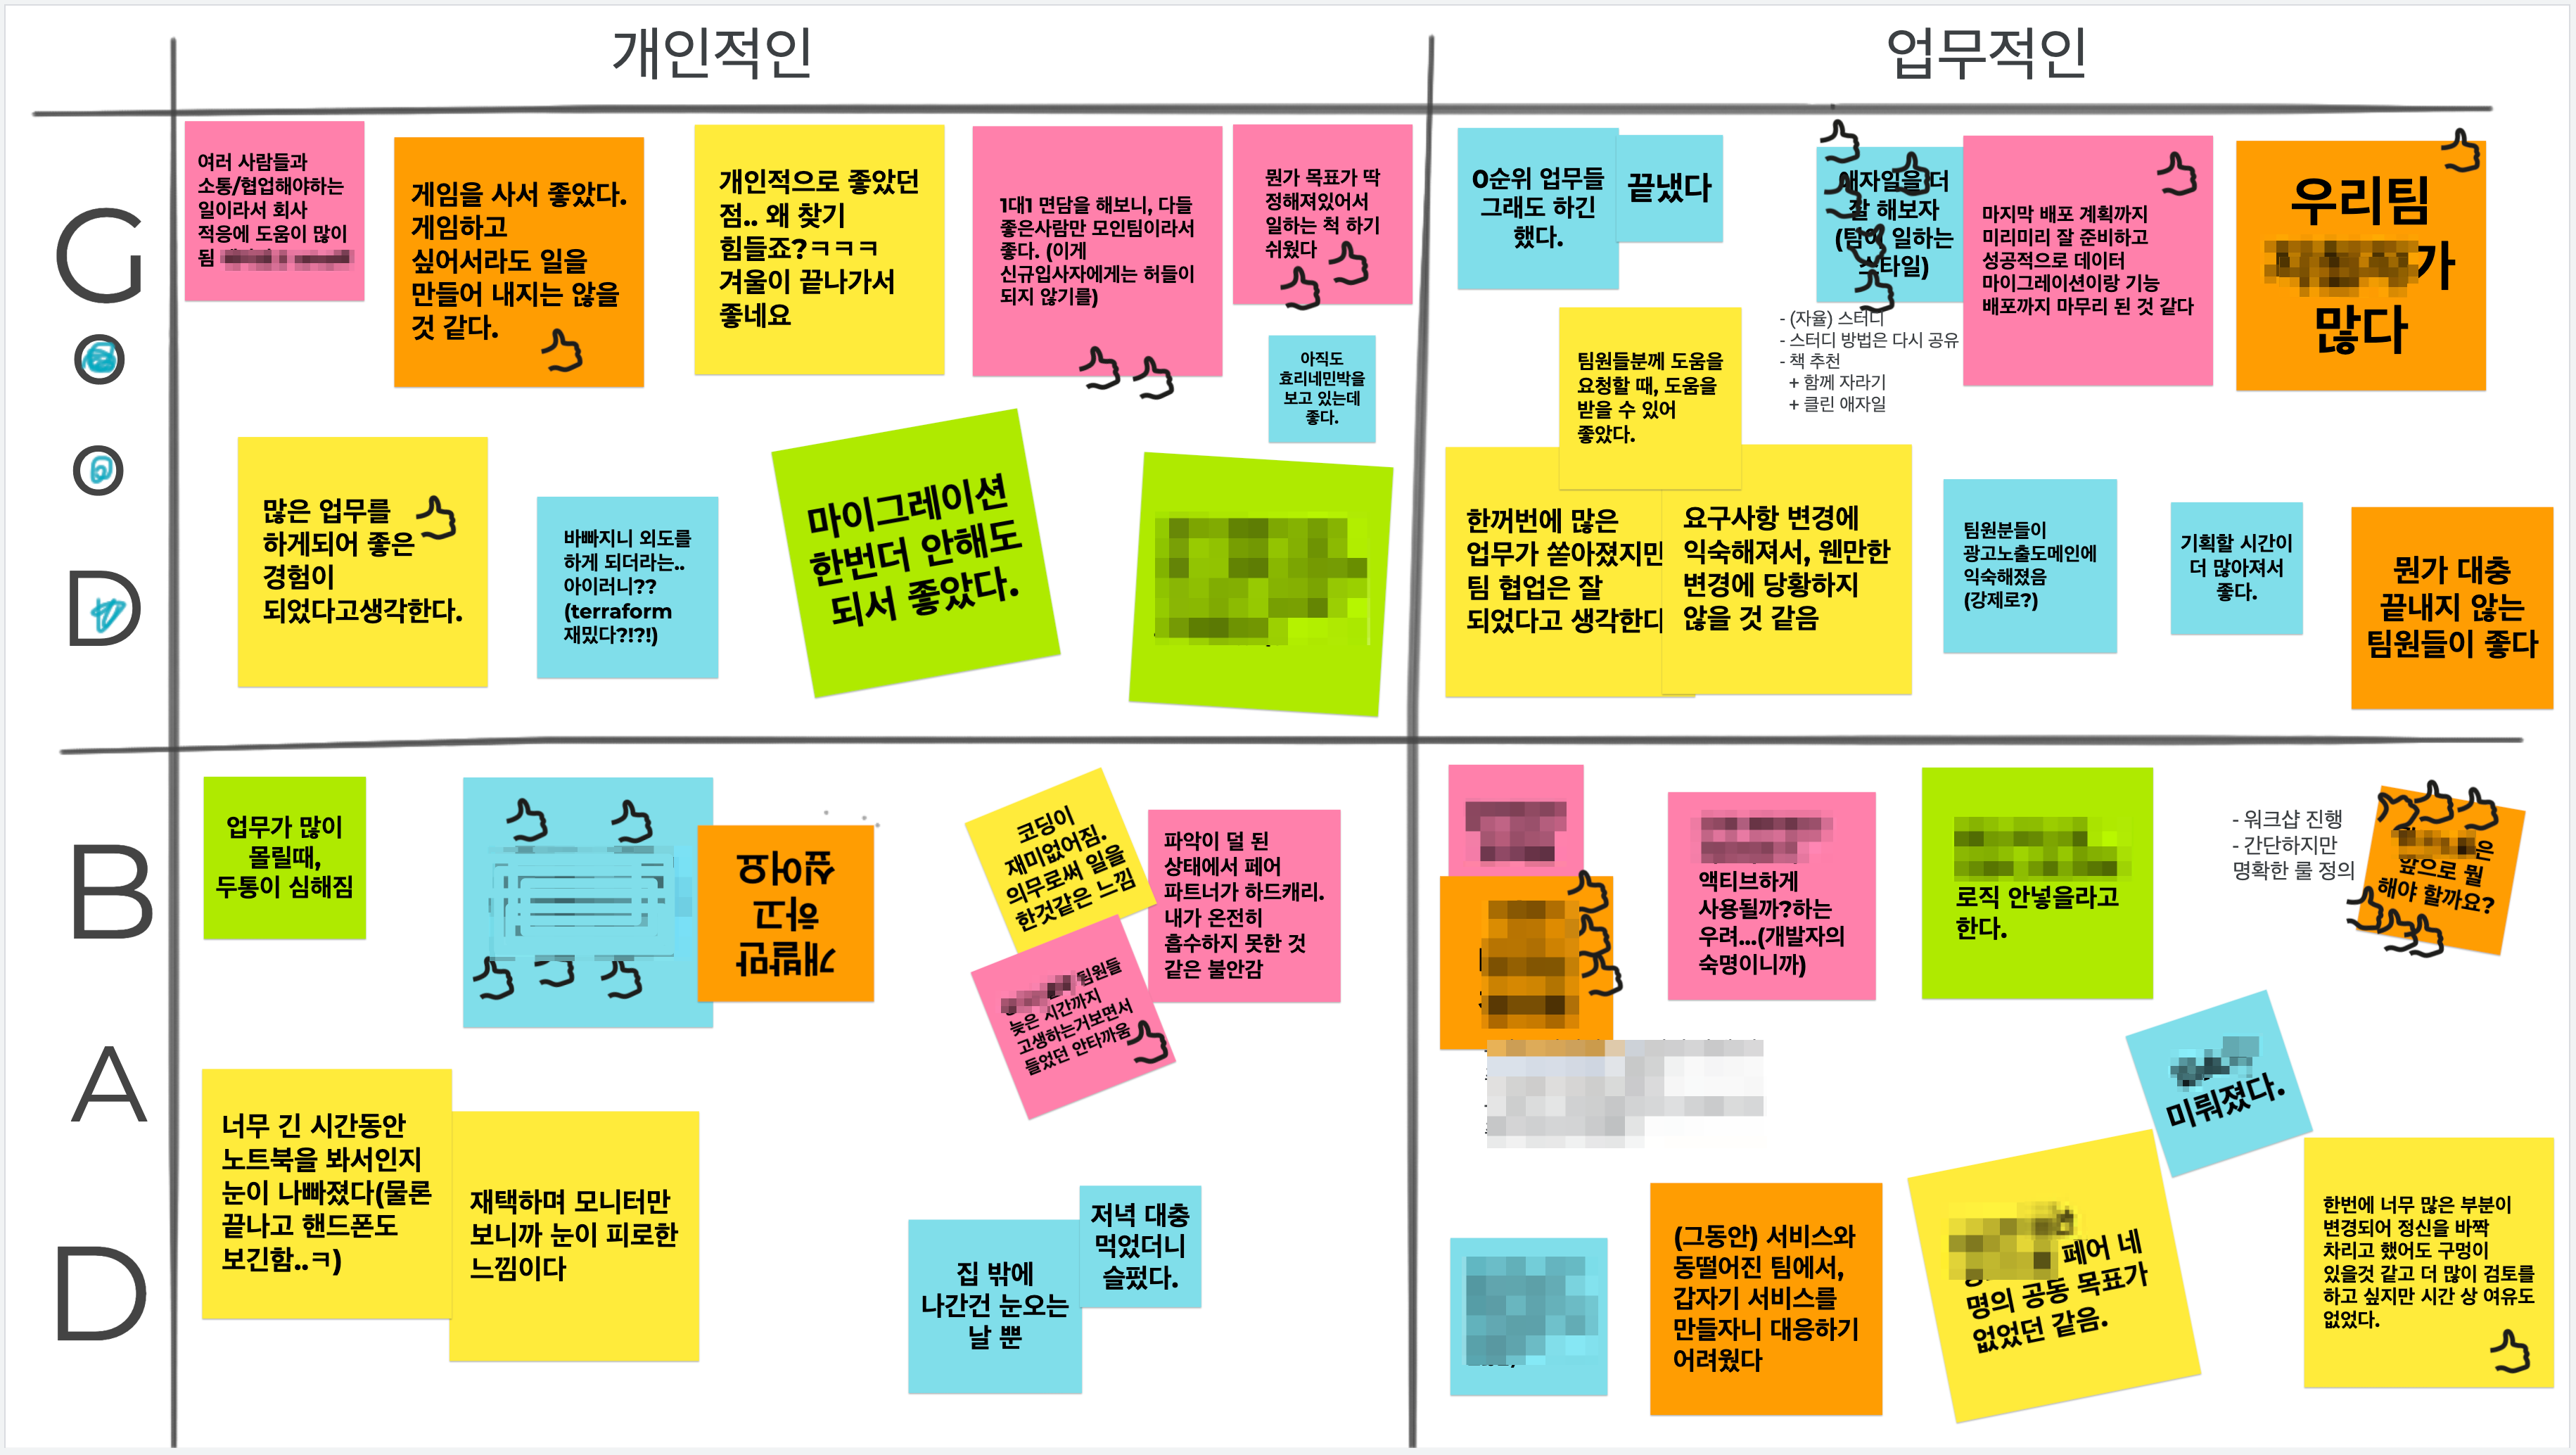 개인적인
업무적인
GOOD
여러 사람들과
소통/협업해야하는
일이라서 회사
적응에 도움이 많이
됨
게임을 사서 좋았다.
게임하고
싶어서라도 일을
만들어 내지는 않을
것 같다.
개인적으로 좋았던
점.. 왜 찾기
힘들죠?ㅋㅋㅋ
겨울이 끝나가서
좋네요
1대1 면담을 해보니, 다들
좋은사람만 모인팀이라서
좋다. (이게
신규입사자에게는 허들이
되지 않기를)
뭔가 목표가 딱
정해져있어서
일하는 척 하기
쉬웠다
아직도
효리네민박을
보고 있는데
좋다.
많은 업무를
하게되어 좋은
경험이
되었다고생각한다.
바빠지니 외도를
하게 되더라는..
아이러니??
(terraform
재밌다?!?!)
마이그레이션
한번더 안해도
되서 좋았다.
0순위 업무들
그래도 하긴
했다.
끝냈다
애자일을 더
잘 해보자
(팀에 일하는
스타일)
- (자율) 스터디
- 스터디 방법은 다시 공유
- 책 추천
+ 함께 자라기
+ 클린 애자일
마지막 배포 계획까지
미리미리 잘 준비하고
성공적으로 데이터
마이그레이션이랑 기능
배포까지 마무리 된 것 같다
우리팀
가
많다
팀원들분께 도움을
요청할 때, 도움을
받을 수 있어
좋았다.
한꺼번에 많은
업무가 쏟아졌지만
팀 협업은 잘
되었다고 생각한다
요구사항 변경에
익숙해져서, 웬만한
변경에 당황하지
않을 것 같음
팀원분들이
광고노출도메인에
익숙해졌음
(강제로?)
기획할 시간이
더 많아져서
좋다.
뭔가 대충
끝내지 않는
팀원들이 좋다
BAD
업무가 많이
몰릴때,
두통이 심해짐
개발만
하고
싶어요
코딩이
재미없어짐.
의무로써 일을
한것같은 느낌
파악이 덜 된
상태에서 페어
파트너가 하드캐리.
내가 온전히
흡수하지 못한 것
같은 불안감
팀원들
늦은 시간까지
고생하는거보면서
들었던 안타까움
너무 긴 시간동안
노트북을 봐서인지
눈이 나빠졌다(물론
끝나고 핸드폰도
보긴함..ㅋ)
재택하며 모니터만
보니까 눈이 피로한
느낌이다
집 밖에
나간건 눈오는
날 뿐
저녁 대충
먹었더니
슬펐다.
액티브하게
사용될까?하는
우려...(개발자의
숙명이니까)
로직 안넣을라고
한다.
- 워크샵 진행
- 간단하지만
명확한 룰 정의
은
앞으로 뭘
해야 할까요?
미뤄졌다.
(그동안) 서비스와
동떨어진 팀에서,
갑자기 서비스를
만들자니 대응하기
어려웠다
페어 네
명의 공동 목표가
없었던 같음.
한번에 너무 많은 부분이
변경되어 정신을 바짝
차리고 했어도 구멍이
있을것 같고 더 많이 검토를
하고 싶지만 시간 상 여유도
없었다.